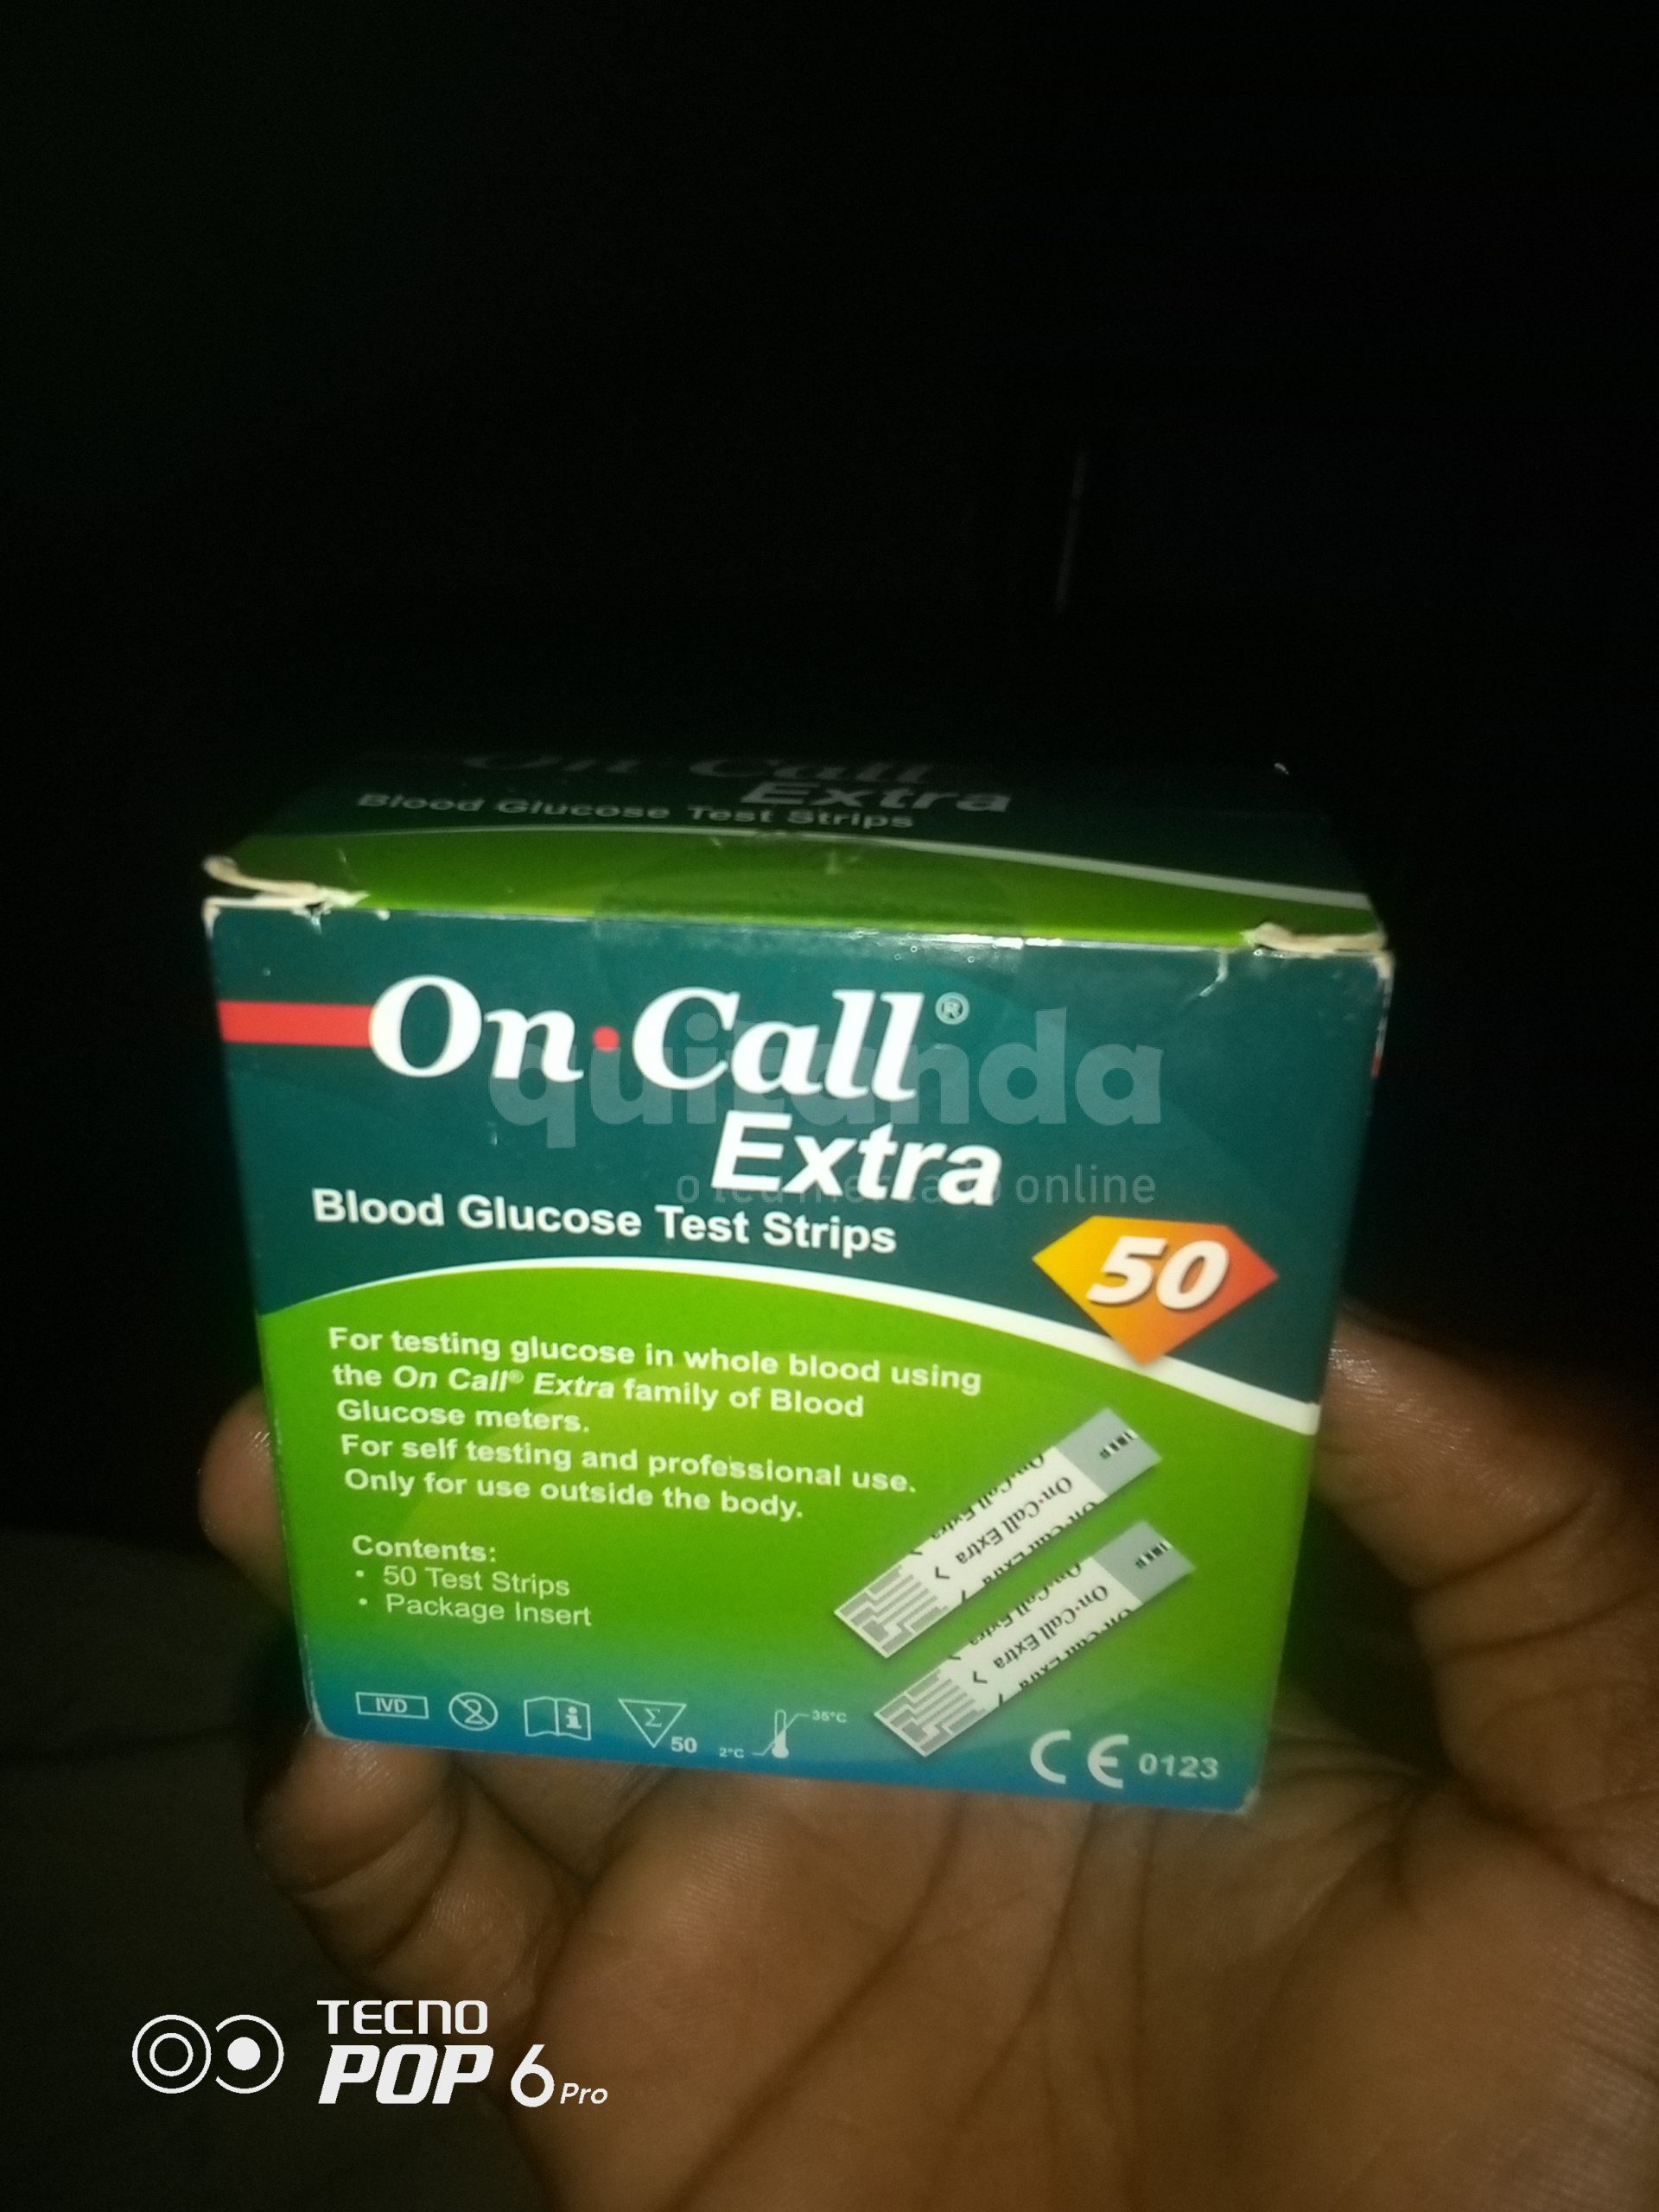 On Call
Extra
Blood Glucose Test Strips
On·Call®
quitanda
Extra
o online
Blood Glucose Test Strips
50
For testing glucose in whole blood using
the On Call® Extra family of Blood
Glucose meters.
For self testing and professional use.
Only for use outside the body.
Contents:
• 50 Test Strips
• Package Insert
On·Call Extra
On·Call Extra
IVD
2
i
Σ
50
2°C
35°C
CE 0123
TECNO
POP 6 Pro